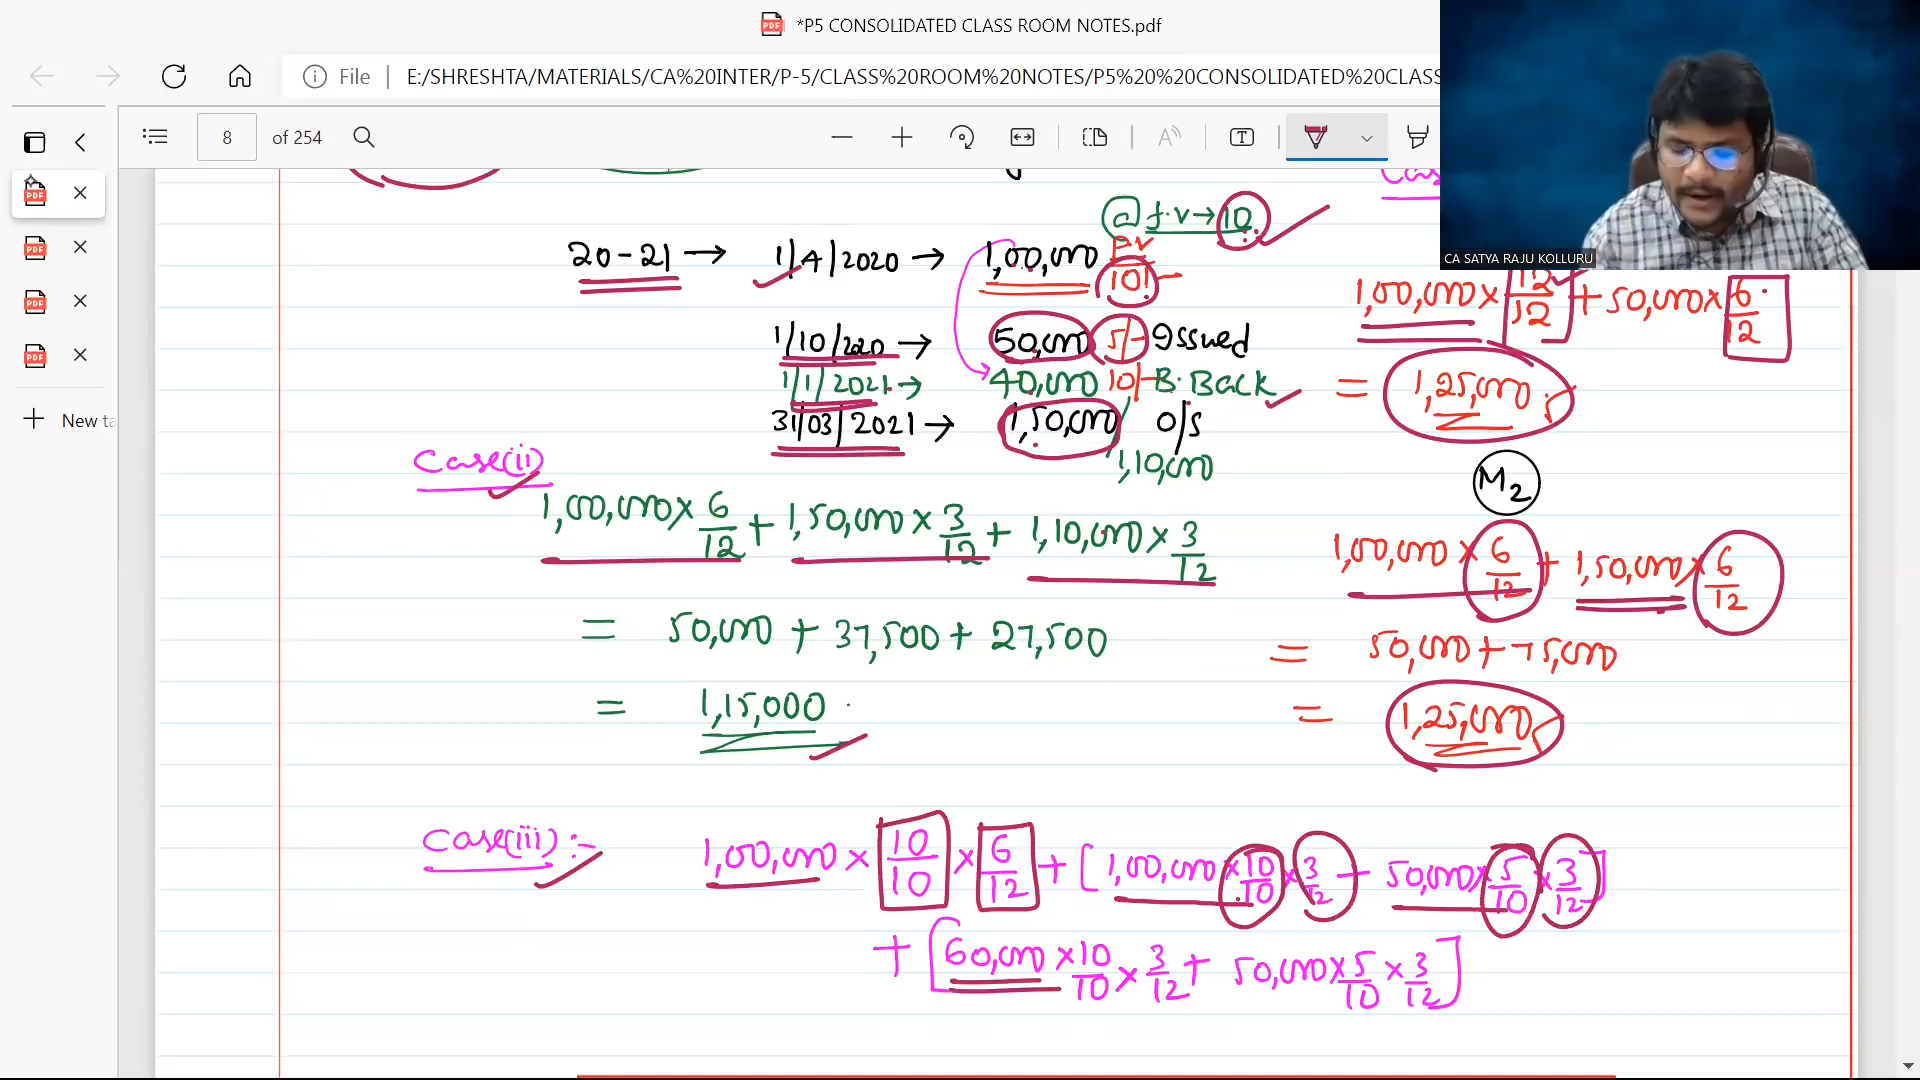 *P5 CONSOLIDATED CLASS ROOM NOTES.pdf
File E:/SHRESHTA/MATERIALS/CA%20INTER/P-5/CLASS%20ROOM%20NOTES/P5%20%20CONSOLIDATED%20CLASS
8 of 254
New ta
CA SATYA RAJU KOLLURU
Cas
@ f.v→10
20-21 → 1/4/2020 → 1,00,000 P.V 10/-
1/10/2020 → 50,000 5/- Issued
1/1/2021 → 40,000 10/- B.Back
31/03/2021 → 1,50,000 o/s
1,10,000
1,00,000 × 12/12 + 50,000 × 6/12
= 1,25,000
Case(ii)
1,00,000 × 6/12 + 1,50,000 × 3/12 + 1,10,000 × 3/12
= 50,000 + 37,500 + 27,500
= 1,15,000
M2
1,00,000 × 6/12 + 1,50,000 × 6/12
= 50,000 + 75,000
= 1,25,000
Case(iii) :- 1,00,000 × 10/10 × 6/12 + [1,00,000 × 10/10 × 3/12 + 50,000 × 5/10 × 3/12]
+ [60,000 × 10/10 × 3/12 + 50,000 × 5/10 × 3/12]